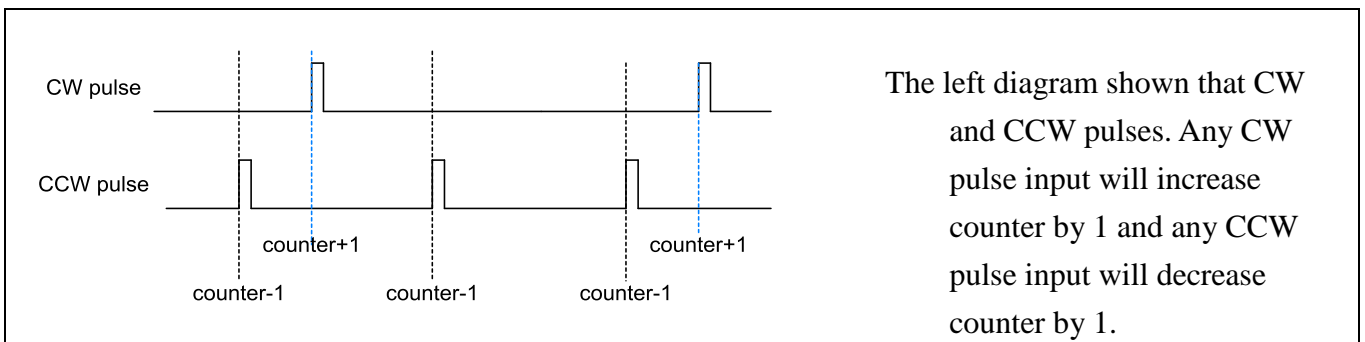 CW pulse
CCW pulse
counter+1
counter+1
counter-1
counter-1
counter-1
The left diagram shown that CW
and CCW pulses. Any CW
pulse input will increase
counter by 1 and any CCW
pulse input will decrease
counter by 1.